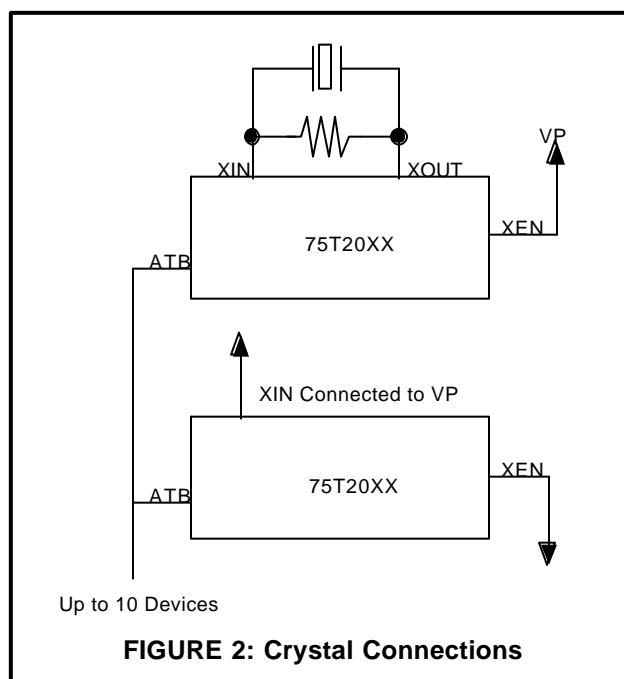 VP
XIN
XOUT
XEN
75T20XX
ATB
XIN Connected to VP
XEN
75T20XX
ATB
Up to 10 Devices
FIGURE 2: Crystal Connections